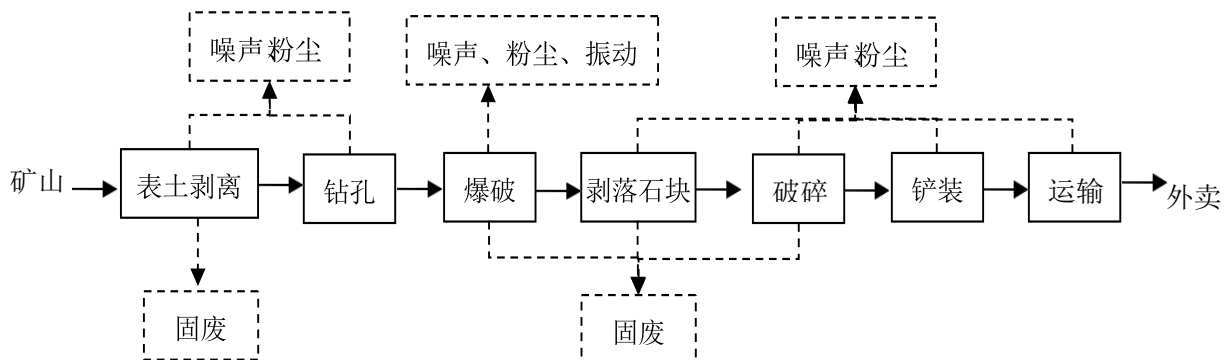 噪声粉尘
噪声、粉尘、振动
噪声粉尘
矿山
表土剥离
钻孔
爆破
剥落石块
破碎
铲装
运输
外卖
固废
固废